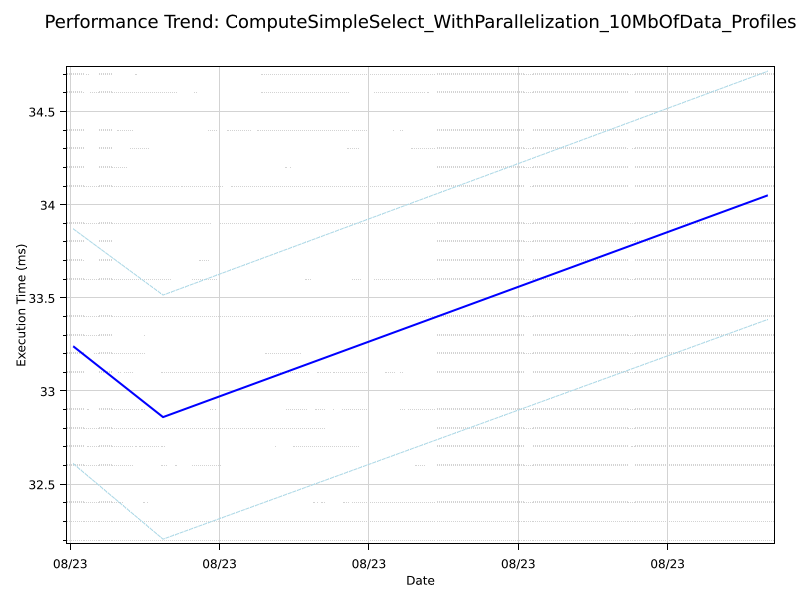 Performance Trend: ComputeSimpleSelect_WithParallelization_10MbOfData_Profiles
34.5
34
33.5
33
32.5
Execution Time (ms)
08/23 08/23 08/23 08/23 08/23
Date